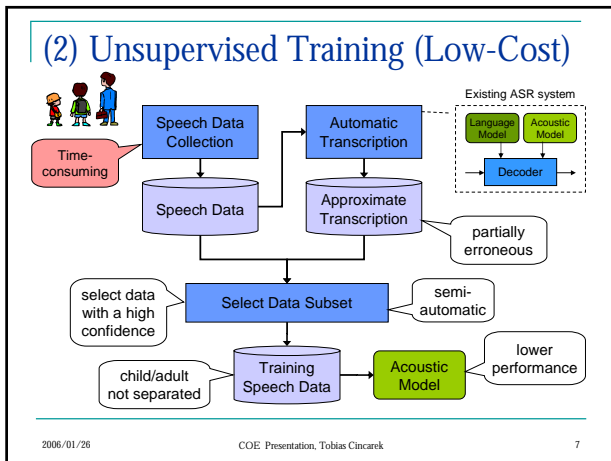 (2) Unsupervised Training (Low-Cost)
Existing ASR system
Speech Data
Collection
Automatic
Transcription
Language
Model
Acoustic
Model
Decoder
Time-
consuming
Speech Data
Approximate
Transcription
partially
erroneous
select data
with a high
confidence
Select Data Subset
semi-
automatic
child/adult
not separated
Training
Speech Data
Acoustic
Model
lower
performance
2006/01/26
COE Presentation, Tobias Cincarek
7